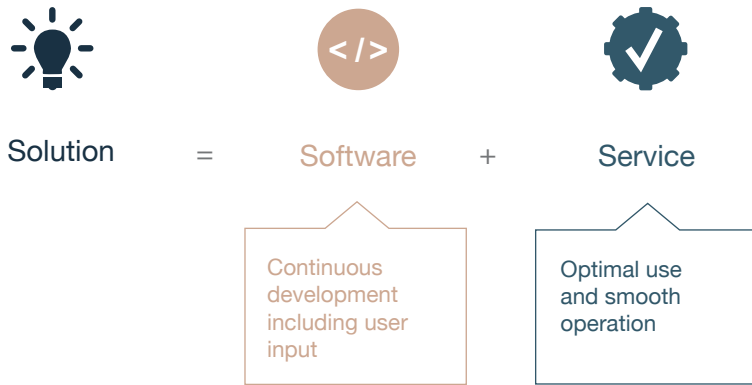 </>
Solution = Software + Service
Continuous
development
including user
input
Optimal use
and smooth
operation